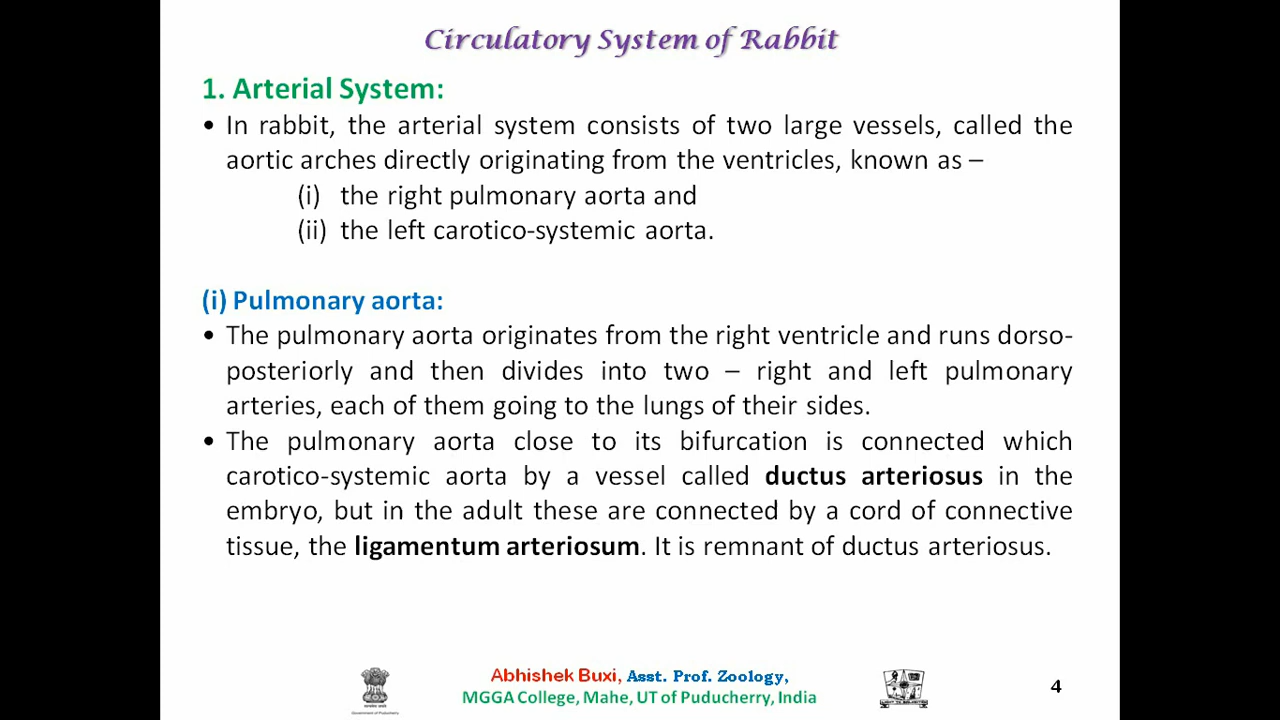 Circulatory System of Rabbit
1. Arterial System:
• In rabbit, the arterial system consists of two large vessels, called the
aortic arches directly originating from the ventricles, known as –
(i) the right pulmonary aorta and
(ii) the left carotico-systemic aorta.
(i) Pulmonary aorta:
• The pulmonary aorta originates from the right ventricle and runs dorso-
posteriorly and then divides into two – right and left pulmonary
arteries, each of them going to the lungs of their sides.
• The pulmonary aorta close to its bifurcation is connected which
carotico-systemic aorta by a vessel called ductus arteriosus in the
embryo, but in the adult these are connected by a cord of connective
tissue, the ligamentum arteriosum. It is remnant of ductus arteriosus.
Abhishek Buxi, Asst. Prof. Zoology,
MGGA College, Mahe, UT of Puducherry, India
Government of Puducherry
4